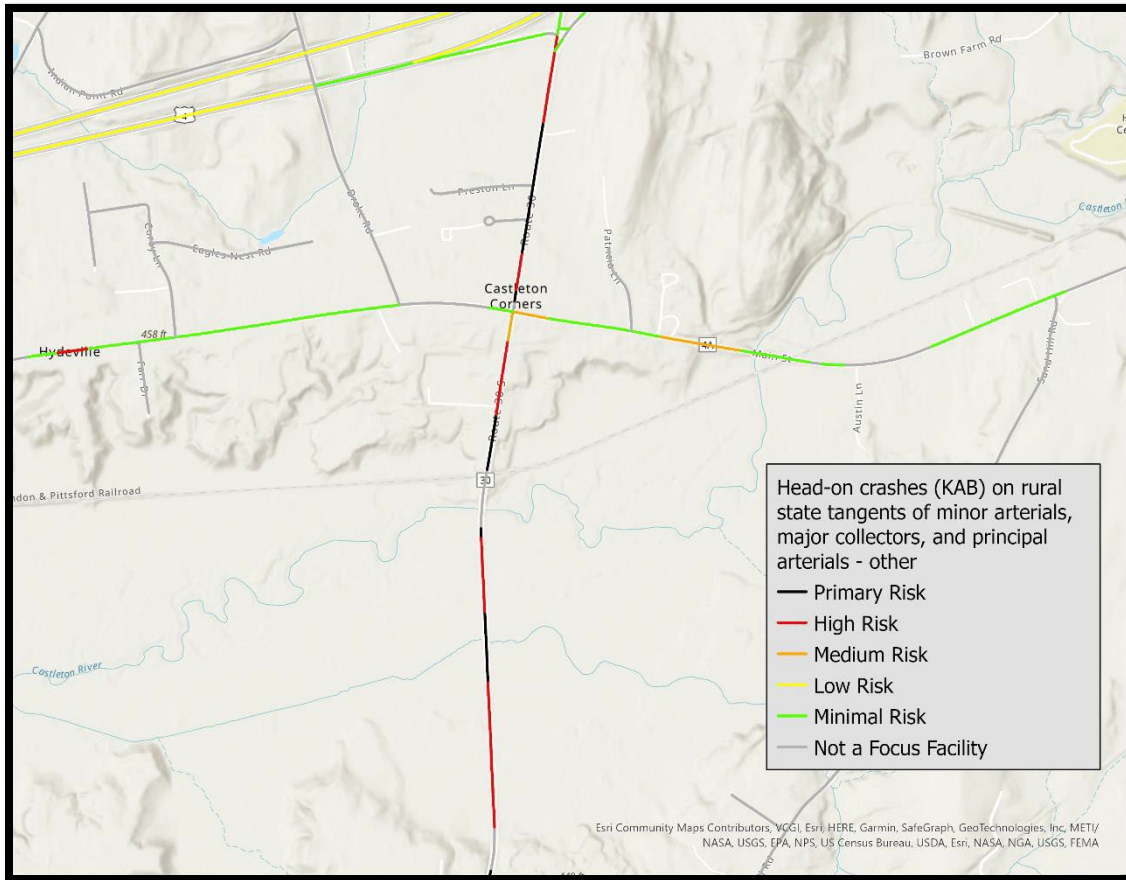 Brown Farm Rd
Indian Point Rd
4
Preston Ln
Drake Rd
Route 30
Patricia Ln
Castleton
Corley Ln
Eagles Nest Rd
Castleton
Corners
458 ft
Hydeville
4A
Main St
Farr Dr
Route 30 S
Sand Hill Rd
Austin Ln
30
ndon & Pittsford Railroad
Castleton River
Head-on crashes (KAB) on rural
state tangents of minor arterials,
major collectors, and principal
arterials - other
Primary Risk
High Risk
Medium Risk
Low Risk
Minimal Risk
Not a Focus Facility
Esri Community Maps Contributors, VCGI, Esri, HERE, Garmin, SafeGraph, GeoTechnologies, Inc, METI/
NASA, USGS, EPA, NPS, US Census Bureau, USDA, Esri, NASA, NGA, USGS, FEMA